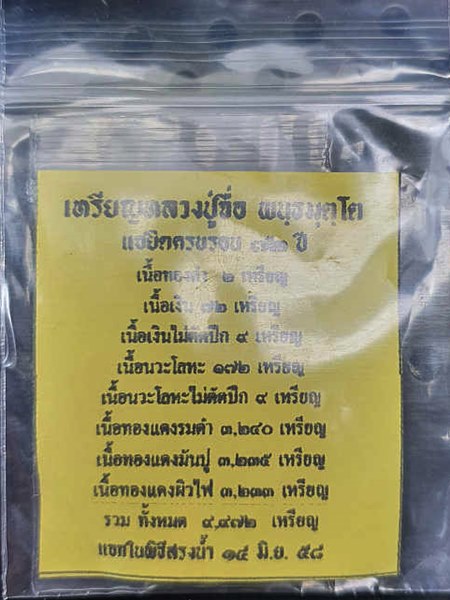 เหรียญหลวงปู่ชื่อ พนฺธมุตฺโต
แซยิดครบรอบ ปี
เนื้อทองคำ ๒ เหรียญ
เนื้อเงิน ๗๒ เหรียญ
เนื้อเงินไม่ตัดปีก ๙ เหรียญ
เนื้อนวะโลหะ ๑๗๒ เหรียญ
เนื้อนวะโลหะไม่ตัดปีก ๙ เหรียญ
เนื้อทองแดงรมดำ ๓,๒๔๐ เหรียญ
เนื้อทองแดงมันปู ๓,๒๓๕ เหรียญ
เนื้อทองแดงผิวไฟ ๓,๒๓๓ เหรียญ
รวม ทั้งหมด ๙,๙๗๒ เหรียญ
แจกในพิธีสรงน้ำ ๑๔ มิ.ย. ๕๘